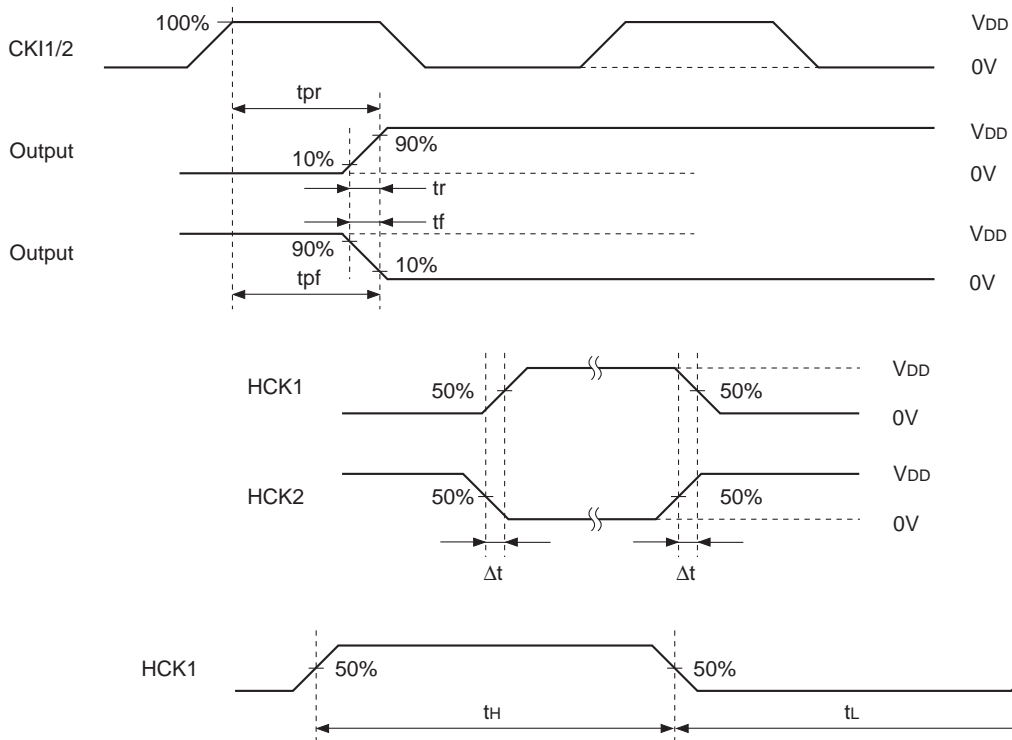 100%
VDD
CKI1/2
0V
tpr
VDD
Output
90%
10%
0V
tr
tf
VDD
Output
90%
10%
tpf
0V
VDD
HCK1
50%
50%
0V
VDD
HCK2
50%
50%
0V
Δt
Δt
HCK1
50%
50%
tH
tL